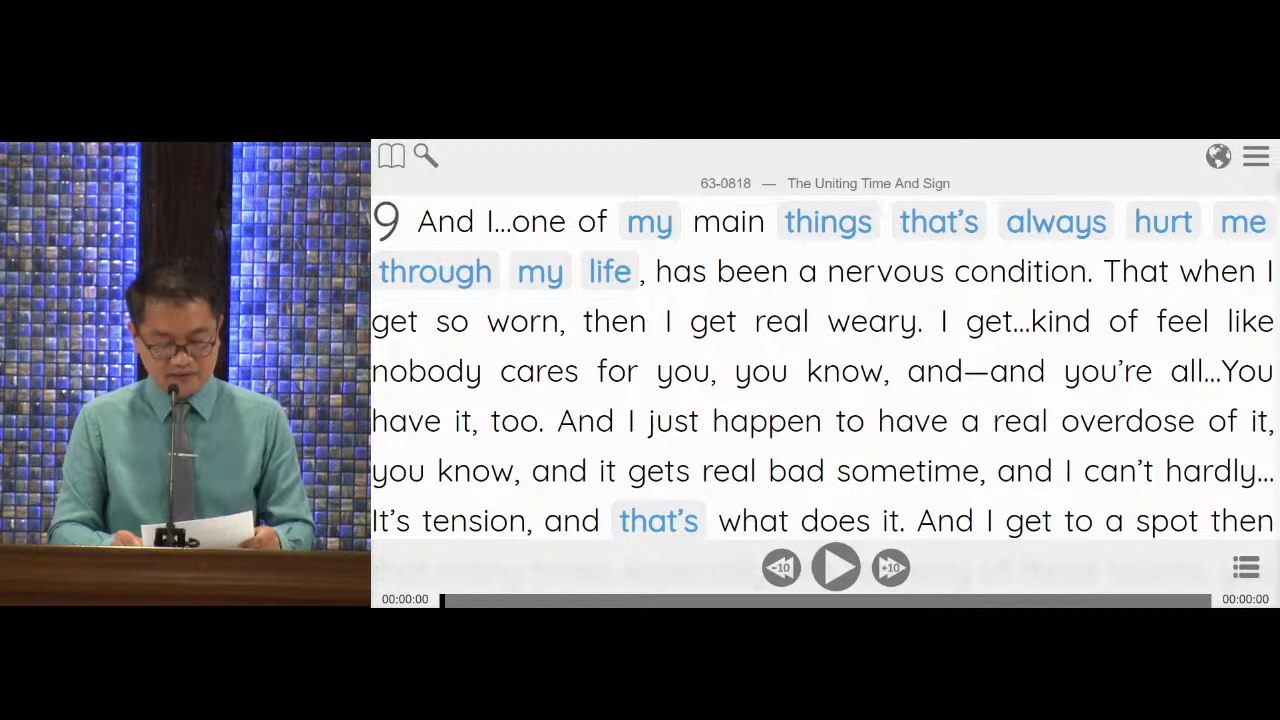 63-0818 — The Uniting Time And Sign
9 And I...one of my main things that's always hurt me
through my life, has been a nervous condition. That when I
get so worn, then I get real weary. I get...kind of feel like
nobody cares for you, you know, and—and you're all...You
have it, too. And I just happen to have a real overdose of it,
you know, and it gets real bad sometime, and I can't hardly...
It's tension, and that's what does it. And I get to a spot then
-10 +10
00:00:00 00:00:00